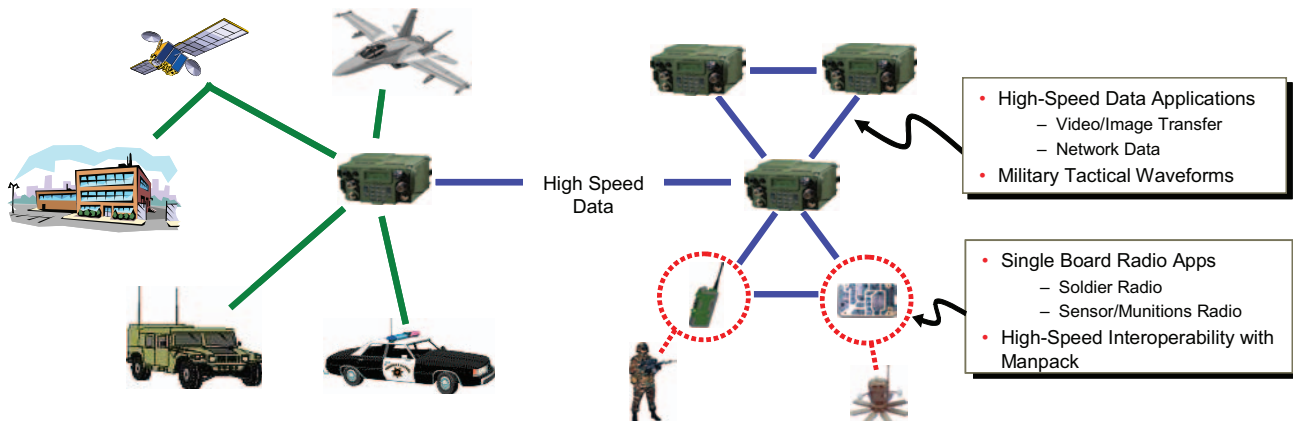 High Speed
Data
• High-Speed Data Applications
– Video/Image Transfer
– Network Data
• Military Tactical Waveforms
• Single Board Radio Apps
– Soldier Radio
– Sensor/Munitions Radio
• High-Speed Interoperability with
Manpack